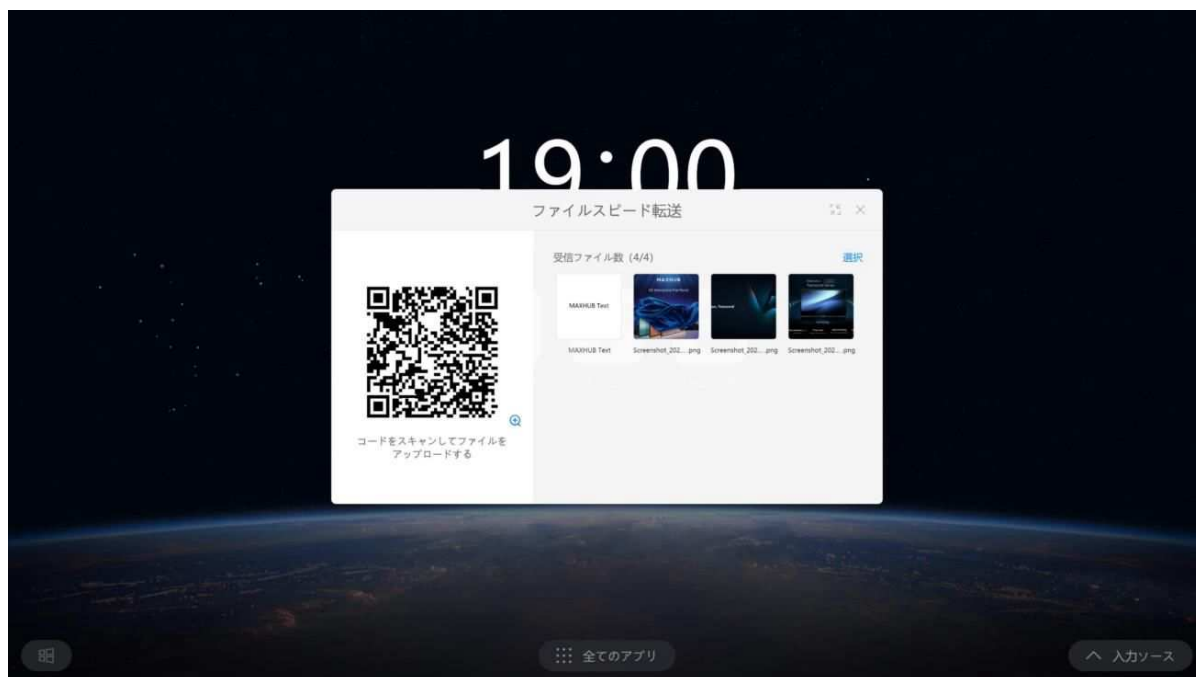 19:00
ファイルスピード転送
受信ファイル数 (4/4)
選択
MAXHUB Text
MAXHUB
MAXHUB Text
Screenshot_202....png
Screenshot_202....png
Screenshot_202....png
コードをスキャンしてファイルを
アップロードする
全てのアプリ
入力ソース